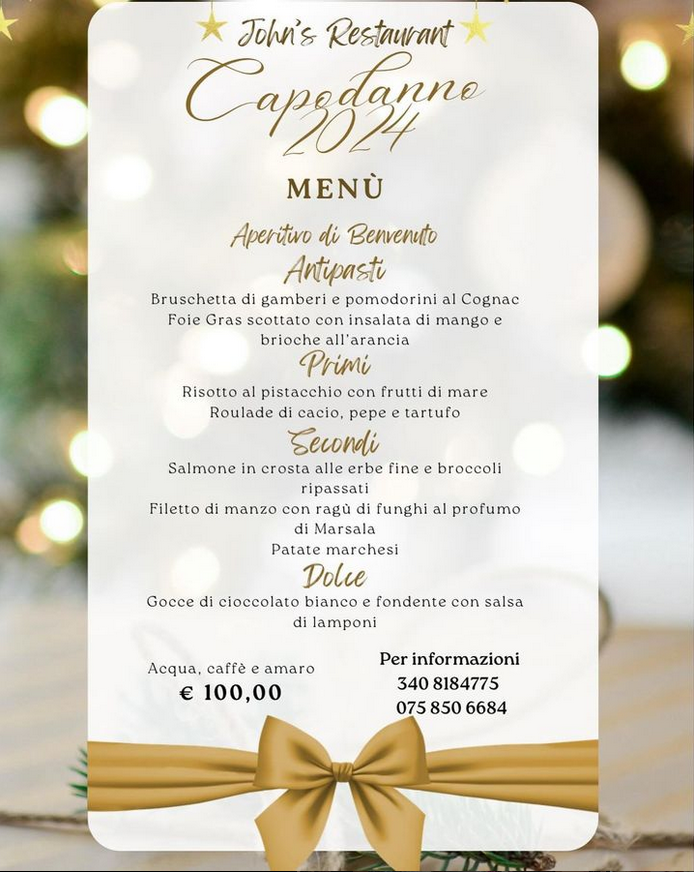 John's Restaurant
Capodanno
2024
MENÙ
Aperitivo di Benvenuto
Antipasti
Bruschetta di gamberi e pomodorini al Cognac
Foie Gras scottato con insalata di mango e
brioche all'arancia
Primi
Risotto al pistacchio con frutti di mare
Roulade di cacio, pepe e tartufo
Secondi
Salmone in crosta alle erbe fine e broccoli
ripassati
Filetto di manzo con ragù di funghi al profumo
di Marsala
Patate marchesi
Dolce
Gocce di cioccolato bianco e fondente con salsa
di lamponi
Acqua, caffè e amaro
€ 100,00
Per informazioni
340 8184775
075 850 6684